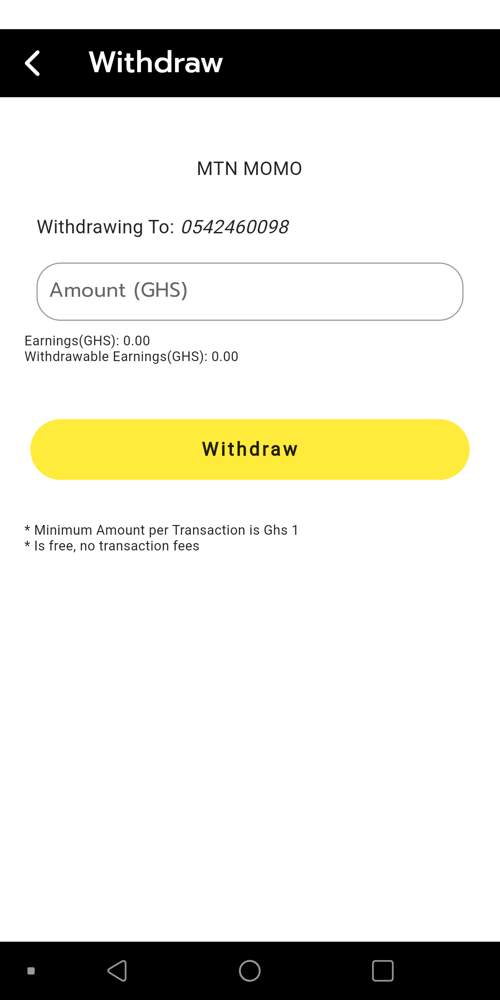 Withdraw
MTN MOMO
Withdrawing To: 0542460098
Amount (GHS)
Earnings(GHS): 0.00
Withdrawable Earnings(GHS): 0.00
Withdraw
* Minimum Amount per Transaction is Ghs 1
* Is free, no transaction fees